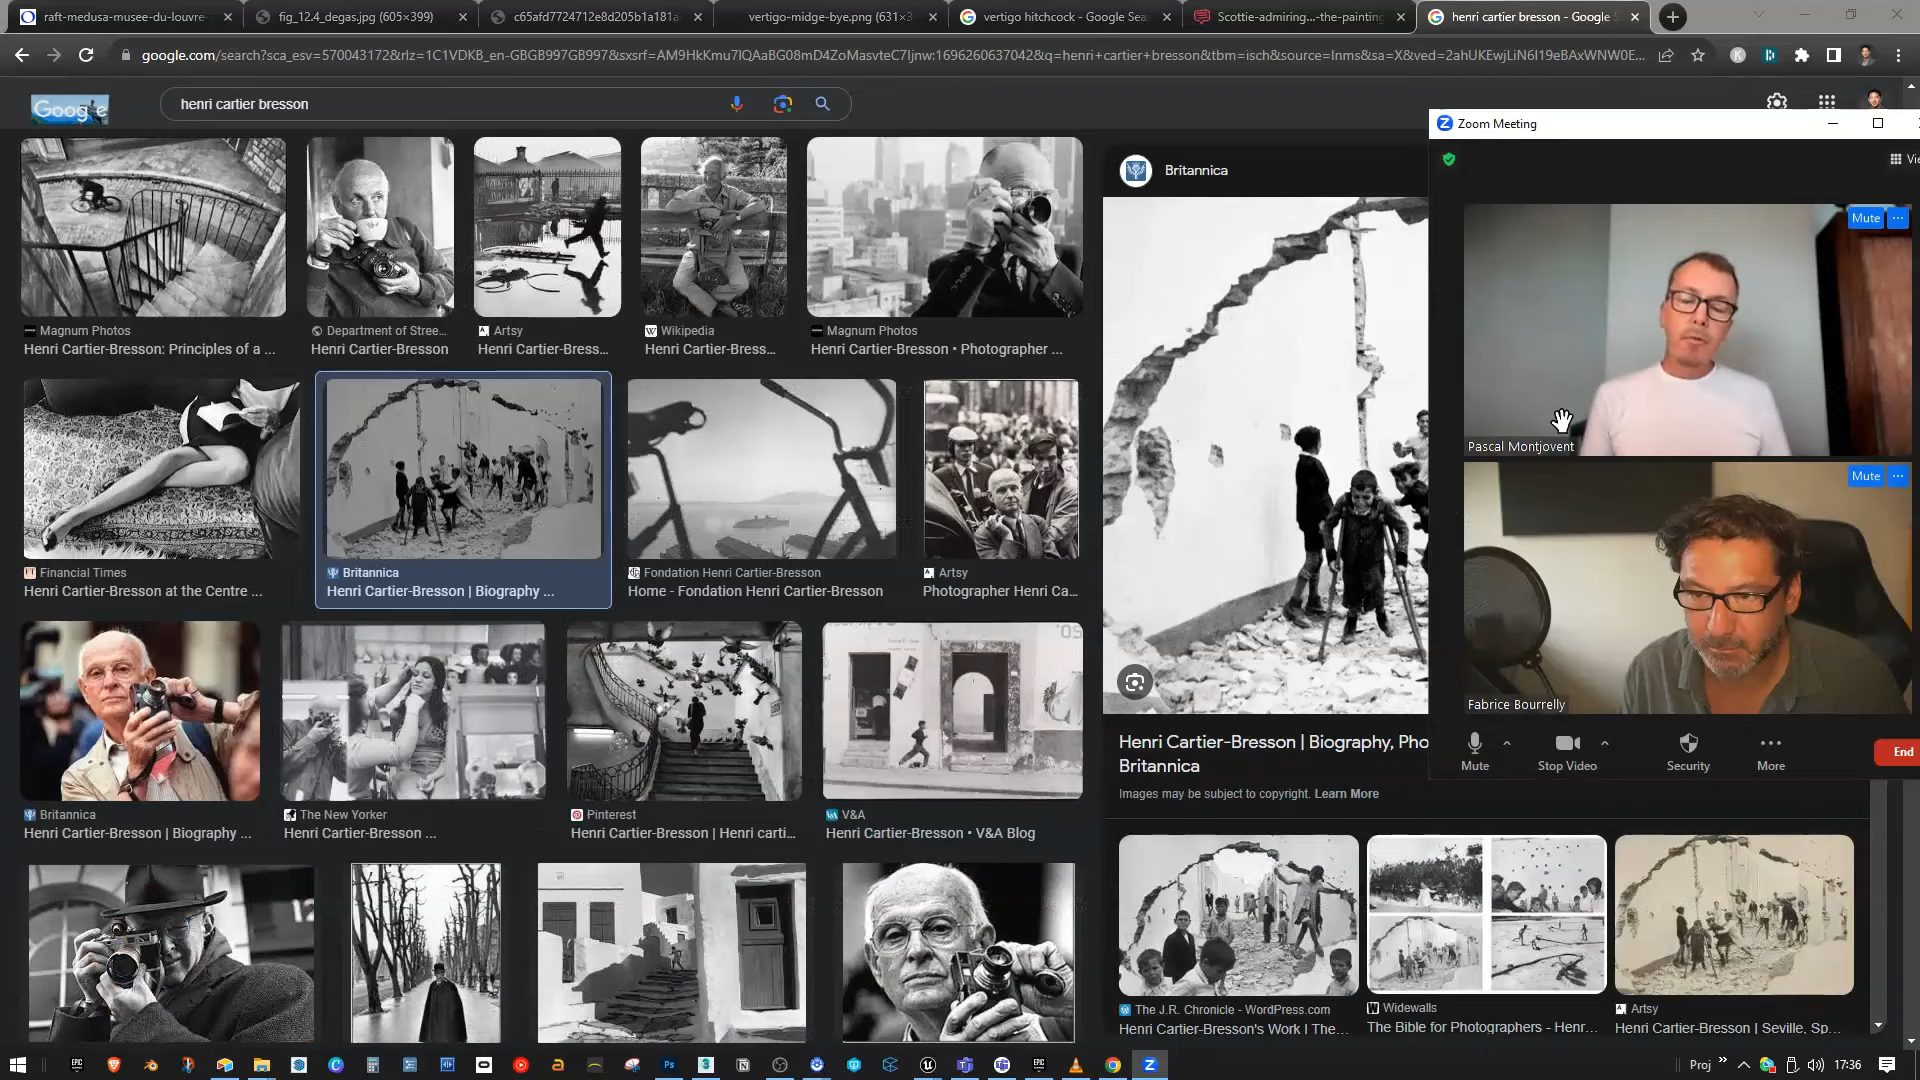 raft-medusa-musee-du-louvre-
fig_12.4_degas.jpg (605×399)
c65afd7724712e8d205b1a181a
vertigo-midge-bye.png (631×3
vertigo hitchcock - Google Sea
Scottie-admiring...-the-painting
henri cartier bresson - Google S
google.com/search?sca_esv=570043172&rlz=1C1VDKB_en-GBGB997GB997&sxsrf=AM9HkKmu7IQAaBG08mD4ZoMasvteC7Ijnw:1696260637042&q=henri+cartier+bresson&tbm=isch&source=lnms&sa=X&ved=2ahUKEwjLiN6I19eBAxWNW0E...
Google
henri cartier bresson
Zoom Meeting
Vie
Britannica
Mute
Pascal Montjovent
Mute
Fabrice Bourrelly
Mute
Stop Video
Security
More
End
Magnum Photos
Henri Cartier-Bresson: Principles of a ...
Department of Stree...
Henri Cartier-Bresson
Artsy
Henri Cartier-Bress...
Wikipedia
Henri Cartier-Bress...
Magnum Photos
Henri Cartier-Bresson • Photographer ...
Financial Times
Henri Cartier-Bresson at the Centre ...
Britannica
Henri Cartier-Bresson | Biography ...
Fondation Henri Cartier-Bresson
Home - Fondation Henri Cartier-Bresson
Artsy
Photographer Henri Ca...
Henri Cartier-Bresson | Biography, Pho
Britannica
Images may be subject to copyright. Learn More
Britannica
Henri Cartier-Bresson | Biography ...
The New Yorker
Henri Cartier-Bresson ...
Pinterest
Henri Cartier-Bresson | Henri carti...
V&A
Henri Cartier-Bresson • V&A Blog
The J.R. Chronicle - WordPress.com
Henri Cartier-Bresson's Work | The...
Widewalls
The Bible for Photographers - Henr...
Artsy
Henri Cartier-Bresson | Seville, Sp...
Proj
17:36